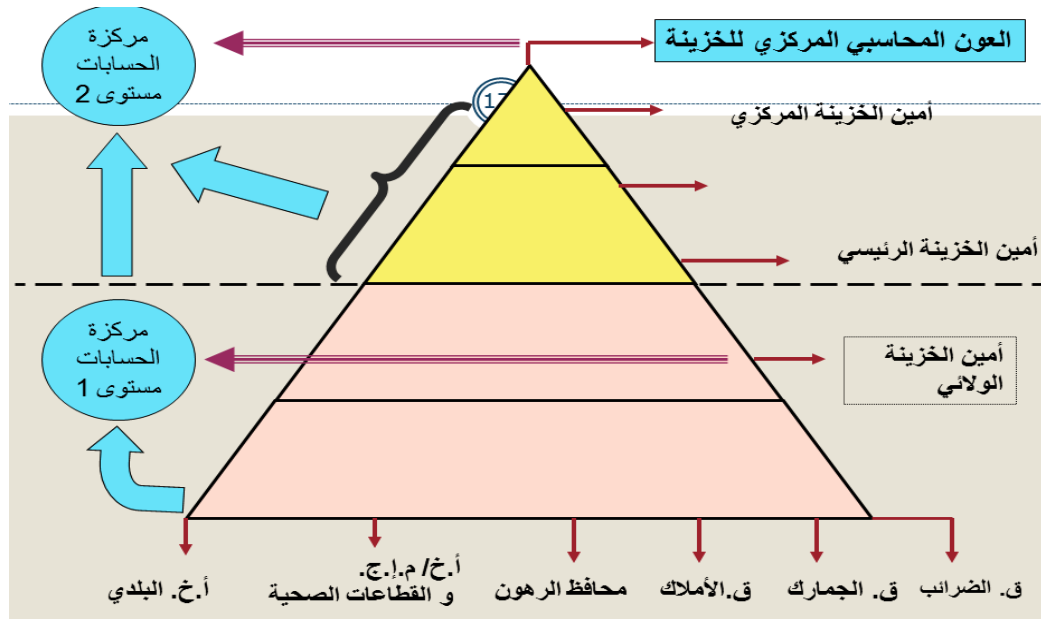 العون المحاسبي المركزي للخزينة
مركزة
الحسابات
مستوى 2
17
أمين الخزينة المركزي
أمين الخزينة الرئيسي
مركزة
الحسابات
مستوى 1
أمين الخزينة
الولائي
ق. الضرائب
ق. الجمارك
ق.الأملاك
محافظ الرهون
أ.خ/ م.إ.ج.
و القطاعات الصحية
أ.خ. البلدي